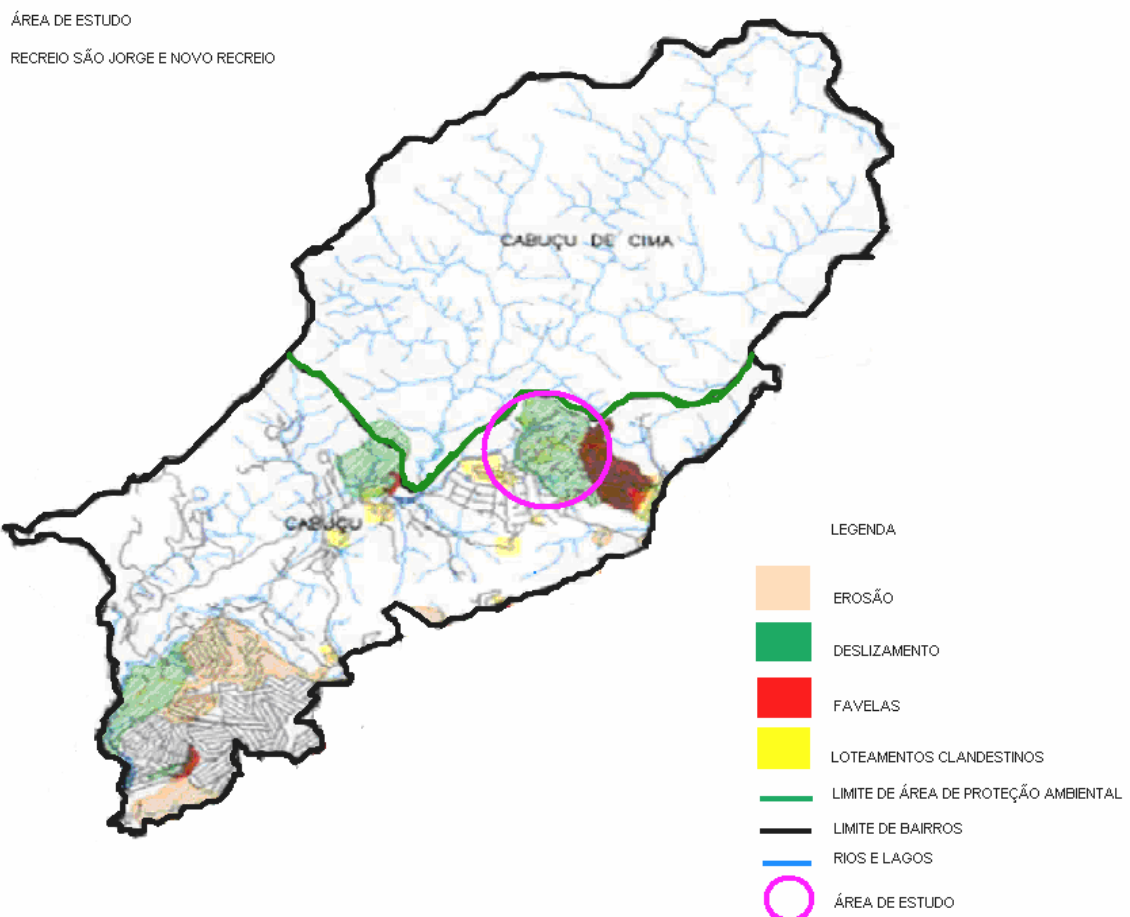 ÁREA DE ESTUDO
RECREIO SÃO JORGE E NOVO RECREIO
CABUÇU DE CIMA
CABUÇU
LEGENDA
EROSÃO
DESLIZAMENTO
FAVELAS
LOTEAMENTOS CLANDESTINOS
LIMITE DE ÁREA DE PROTEÇÃO AMBIENTAL
LIMITE DE BAIRROS
RIOS E LAGOS
ÁREA DE ESTUDO